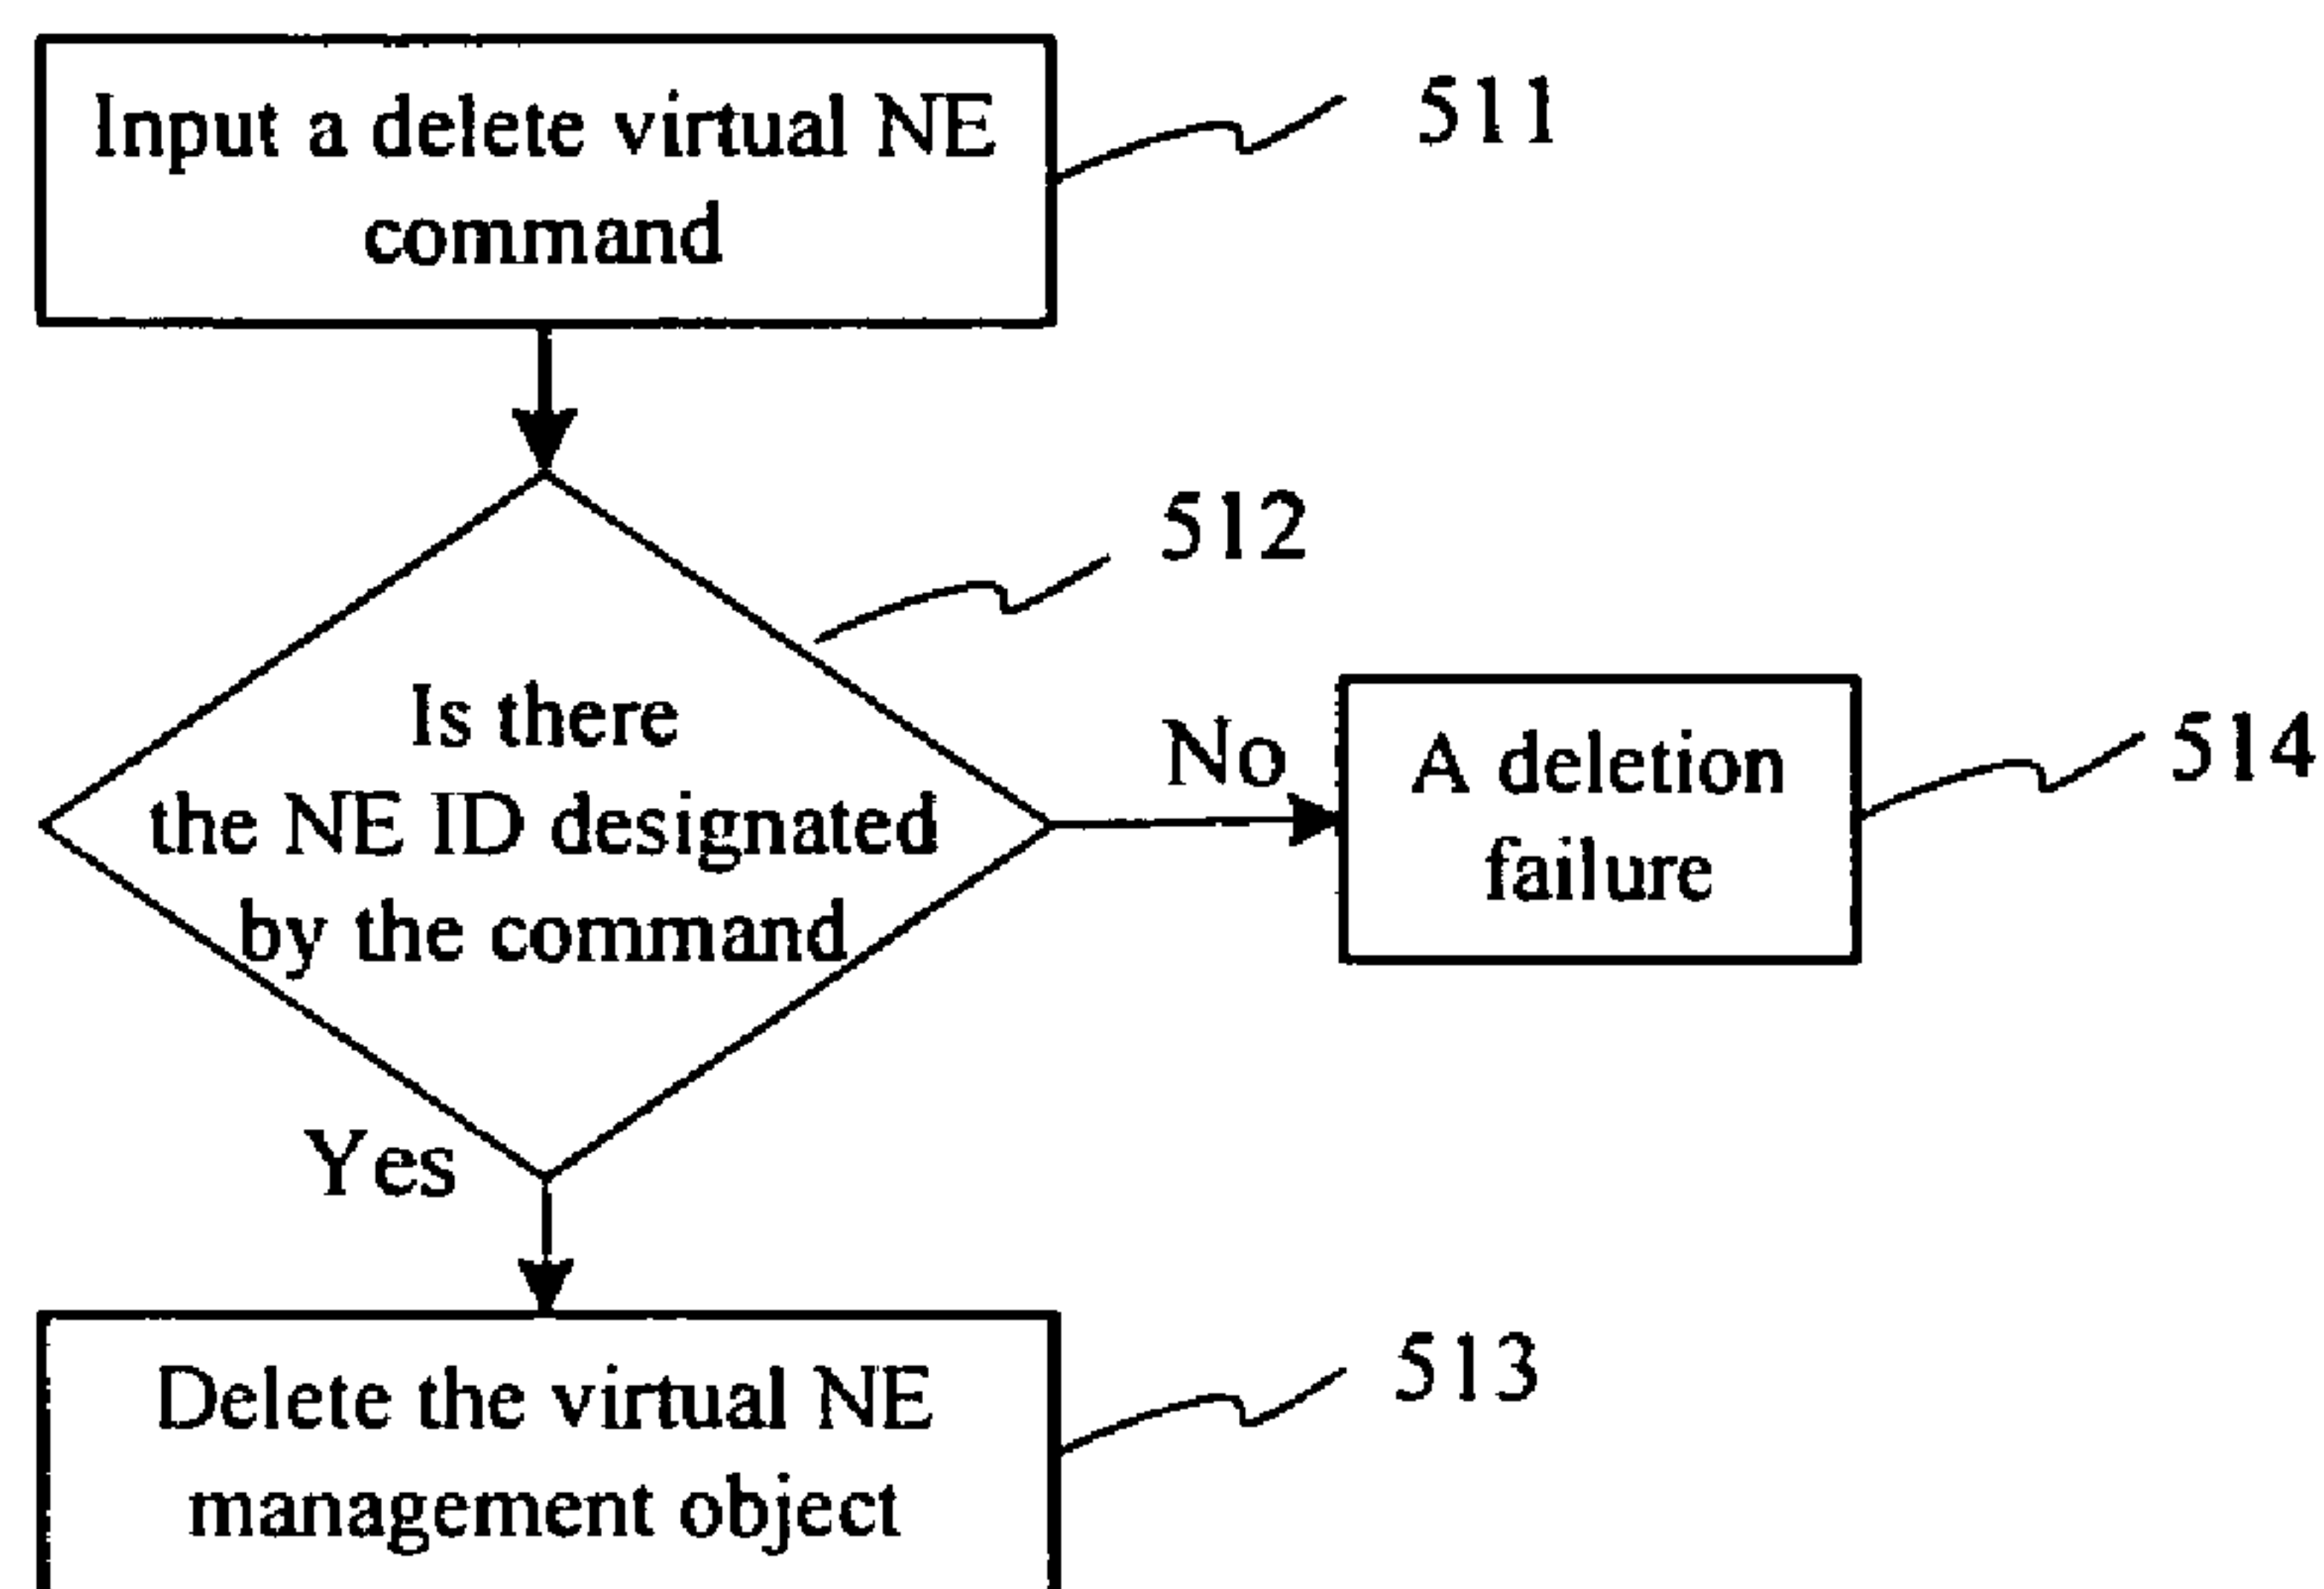 Input a delete virtual NE
command
511
512
Is there
the NE ID designated
by the command
No
A deletion
failure
514
Yes
Delete the virtual NE
management object
513